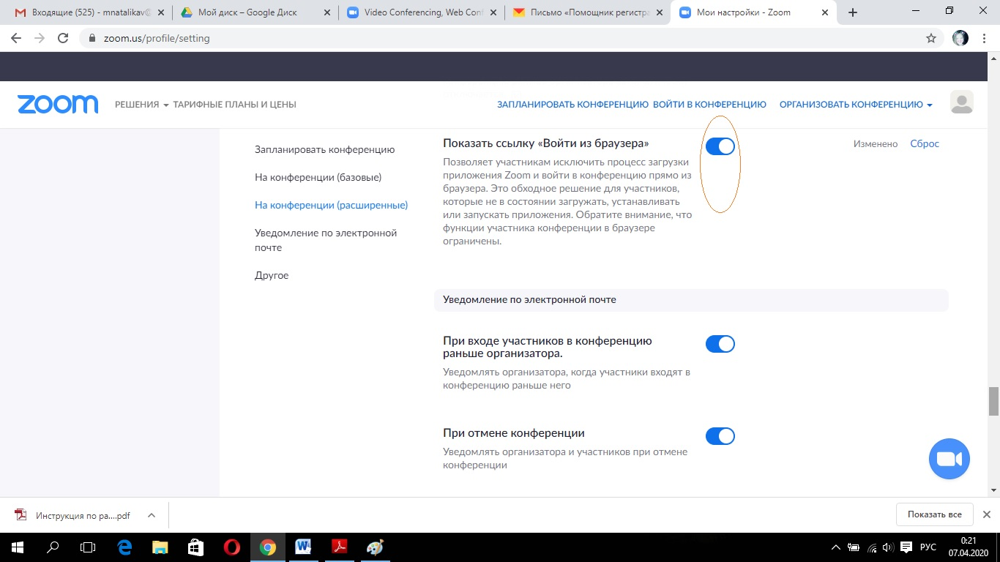 Входящие (525) - mnatalikav@
Мой диск – Google Диск
Video Conferencing, Web Conf
Письмо «Помощник регистра
Мои настройки - Zoom
zoom.us/profile/setting
zoom
РЕШЕНИЯ
ТАРИФНЫЕ ПЛАНЫ И ЦЕНЫ
ЗАПЛАНИРОВАТЬ КОНФЕРЕНЦИЮ
ВОЙТИ В КОНФЕРЕНЦИЮ
ОРГАНИЗОВАТЬ КОНФЕРЕНЦИЮ
Запланировать конференцию
На конференции (базовые)
На конференции (расширенные)
Уведомление по электронной
почте
Другое
Показать ссылку «Войти из браузера»
Изменено
Сброс
Позволяет участникам исключить процесс загрузки
приложения Zoom и войти в конференцию прямо из
браузера. Это обходное решение для участников,
которые не в состоянии загружать, устанавливать
или запускать приложения. Обратите внимание, что
функции участника конференции в браузере
ограничены.
Уведомление по электронной почте
При входе участников в конференцию
раньше организатора.
Уведомлять организатора, когда участники входят в
конференцию раньше него
При отмене конференции
Уведомлять организатора и участников при отмене
конференции
Инструкция по ра....pdf
Показать все
РУС
0:21
07.04.2020